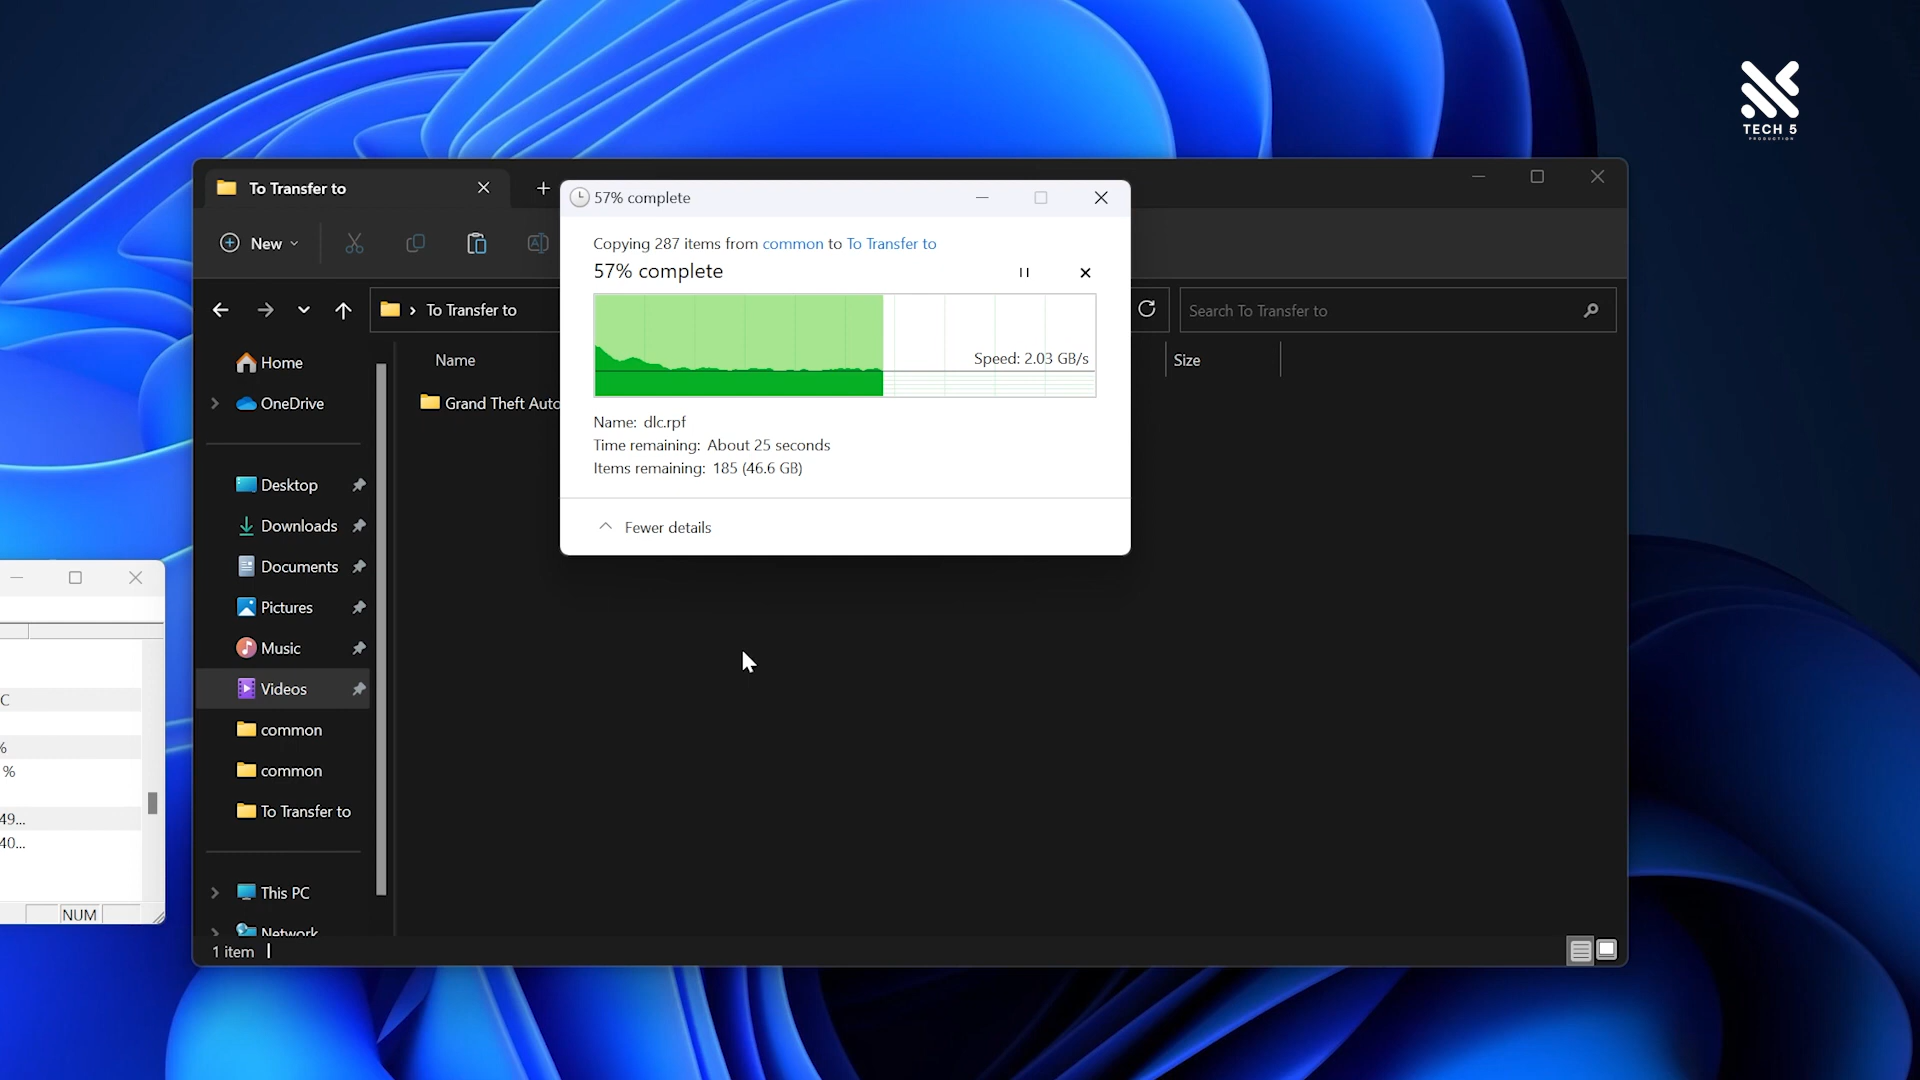 TECH 5
PRODUCTION
To Transfer to
57% complete
New
Copying 287 items from common to To Transfer to
57% complete
To Transfer to
Search To Transfer to
Speed: 2.03 GB/s
Name
Size
Home
OneDrive
Grand Theft Auto
Name: dlc.rpf
Time remaining: About 25 seconds
Items remaining: 185 (46.6 GB)
Fewer details
Desktop
Downloads
Documents
Pictures
Music
Videos
common
common
To Transfer to
This PC
Network
1 item
C
%
%
49...
40...
NUM